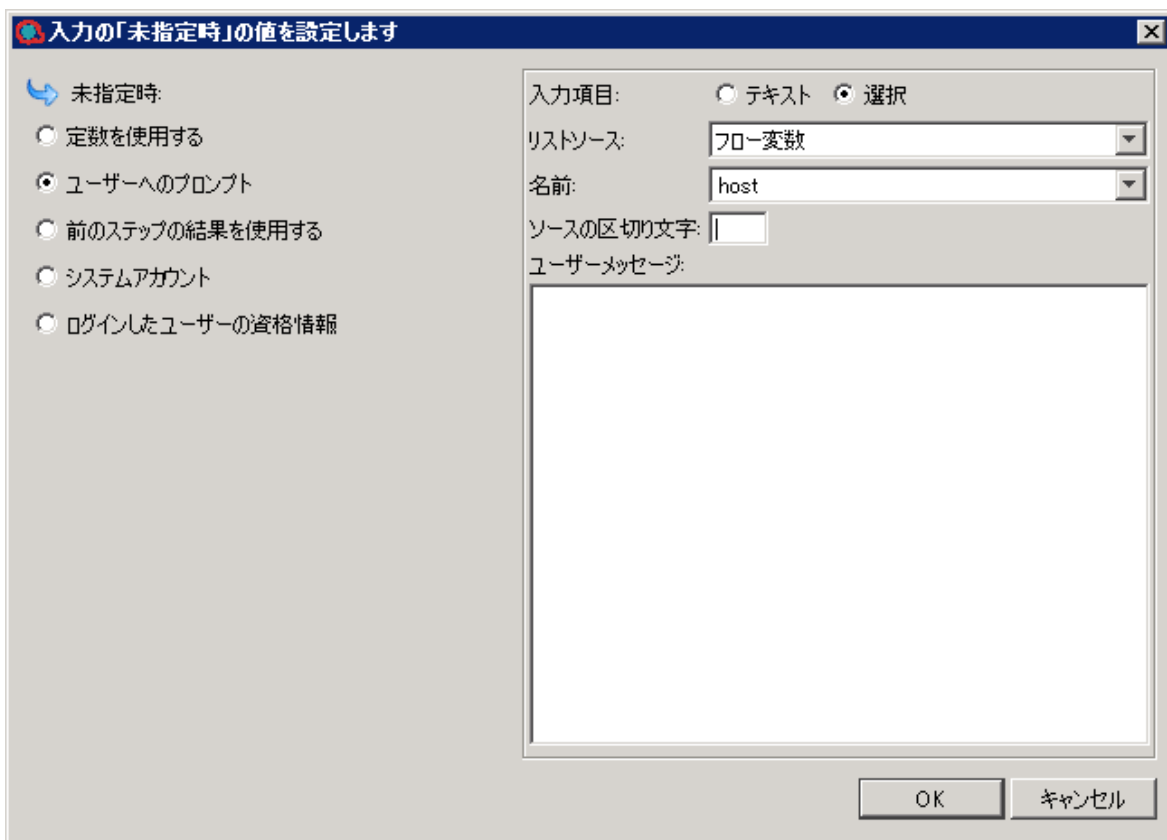 入力の「未指定時」の値を設定します
未指定時:
定数を使用する
ユーザーへのプロンプト
前のステップの結果を使用する
システムアカウント
ログインしたユーザーの資格情報
入力項目: テキスト 選択
リストソース: フロー変数
名前: host
ソースの区切り文字:
ユーザーメッセージ:
OK キャンセル